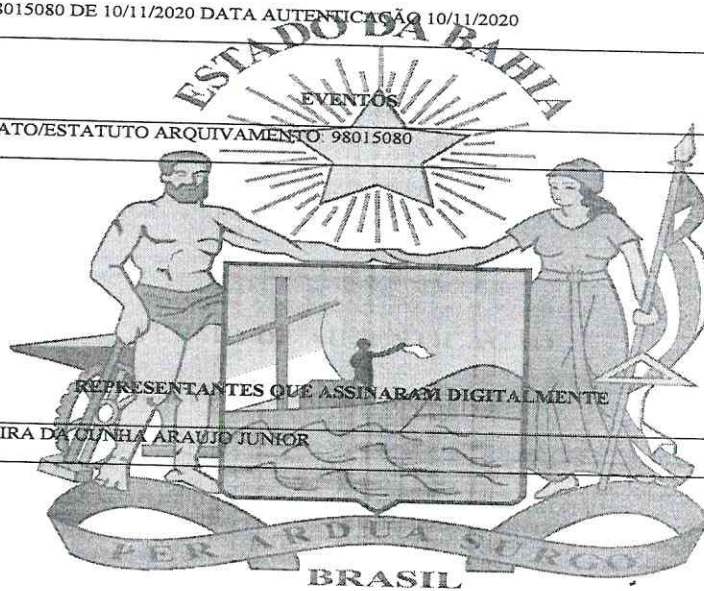 8015080 DE 10/11/2020 DATA AUTENTICAÇÃO 10/11/2020
ESTADO DA BAHIA
EVENTOS
ATO/ESTATUTO ARQUIVAMENTO: 98015080
REPRESENTANTES QUE ASSINARAM DIGITALMENTE
IRA DA CUNHA ARAUJO JUNIOR
PER ARDUA SURGO
BRASIL